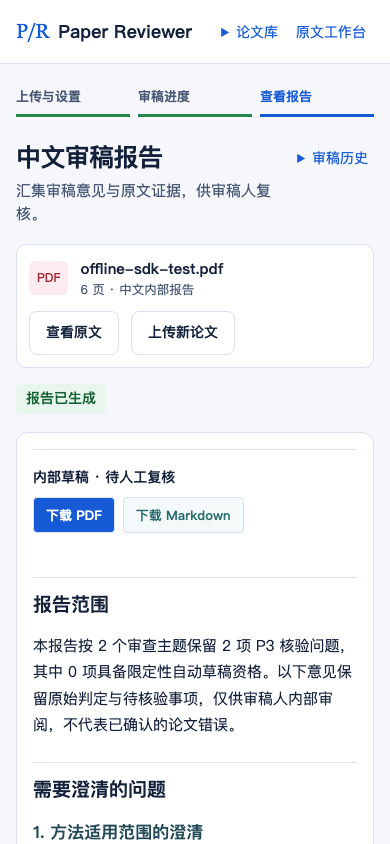 P/R Paper Reviewer ▶ 论文库 原文工作台
上传与设置 审稿进度 查看报告
中文审稿报告 ▶ 审稿历史
汇集审稿意见与原文证据，供审稿人复
核。
PDF offline-sdk-test.pdf
6 页 · 中文内部报告
查看原文 上传新论文
报告已生成
内部草稿 · 待人工复核
下载 PDF 下载 Markdown
报告范围
本报告按 2 个审查主题保留 2 项 P3 核验问题，
其中 0 项具备限定性自动草稿资格。以下意见保
留原始判定与待核验事项，仅供审稿人内部审
阅，不代表已确认的论文错误。
需要澄清的问题
1. 方法适用范围的澄清